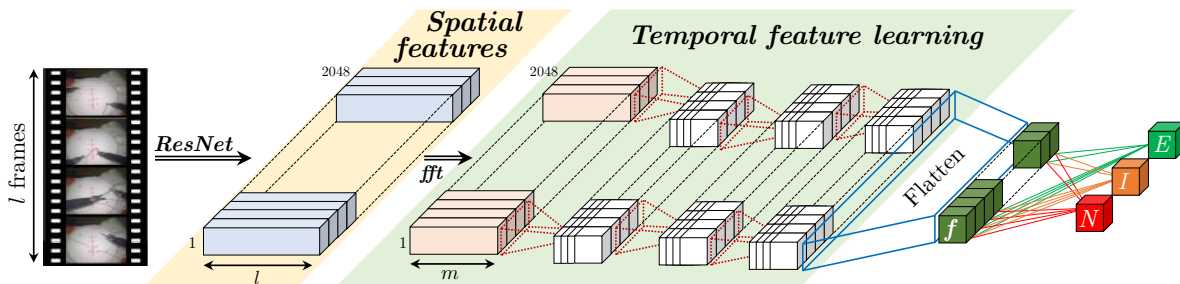 Spatial
features
Temporal feature learning
2048
2048
l frames
ResNet
fft
Flatten
E
I
N
f
1
1
l
m